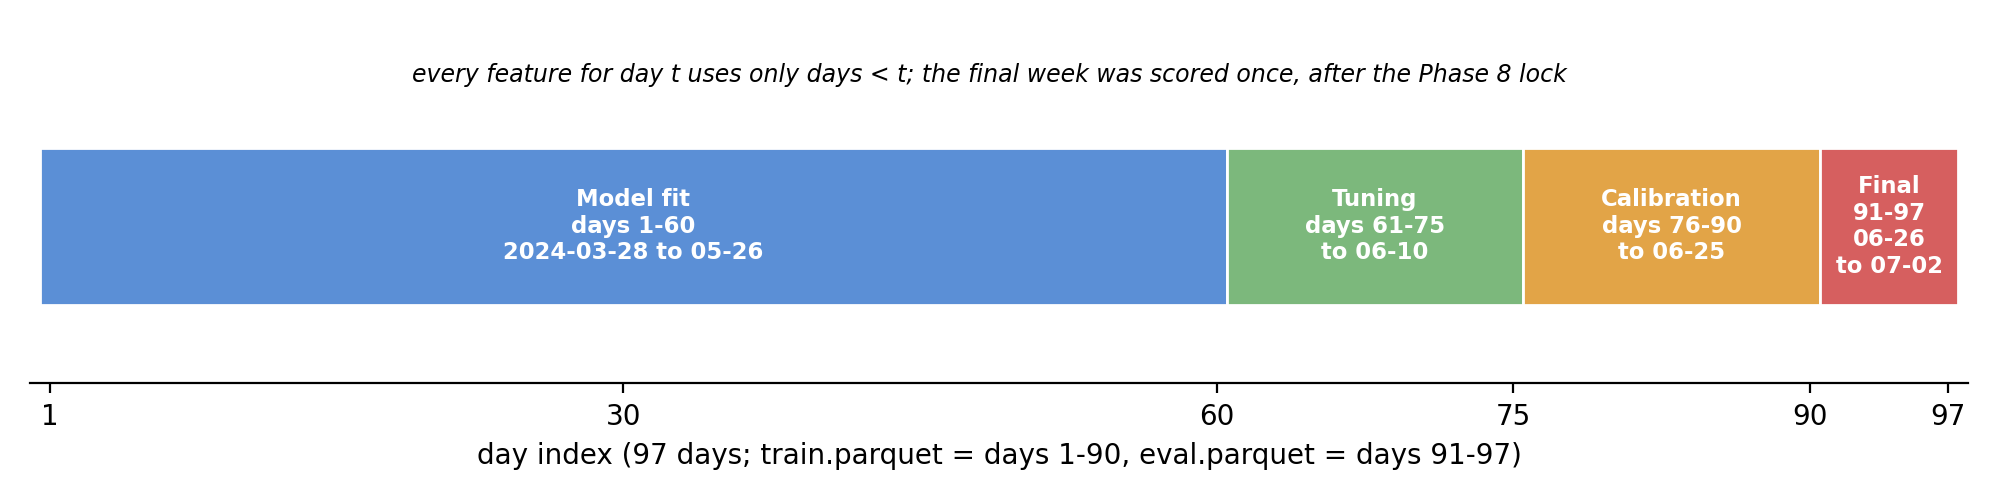 every feature for day t uses only days < t; the final week was scored once, after the Phase 8 lock
Model fit
days 1-60
2024-03-28 to 05-26
Tuning
days 61-75
to 06-10
Calibration
days 76-90
to 06-25
Final
91-97
06-26
to 07-02
1 30 60 75 90 97
day index (97 days; train.parquet = days 1-90, eval.parquet = days 91-97)